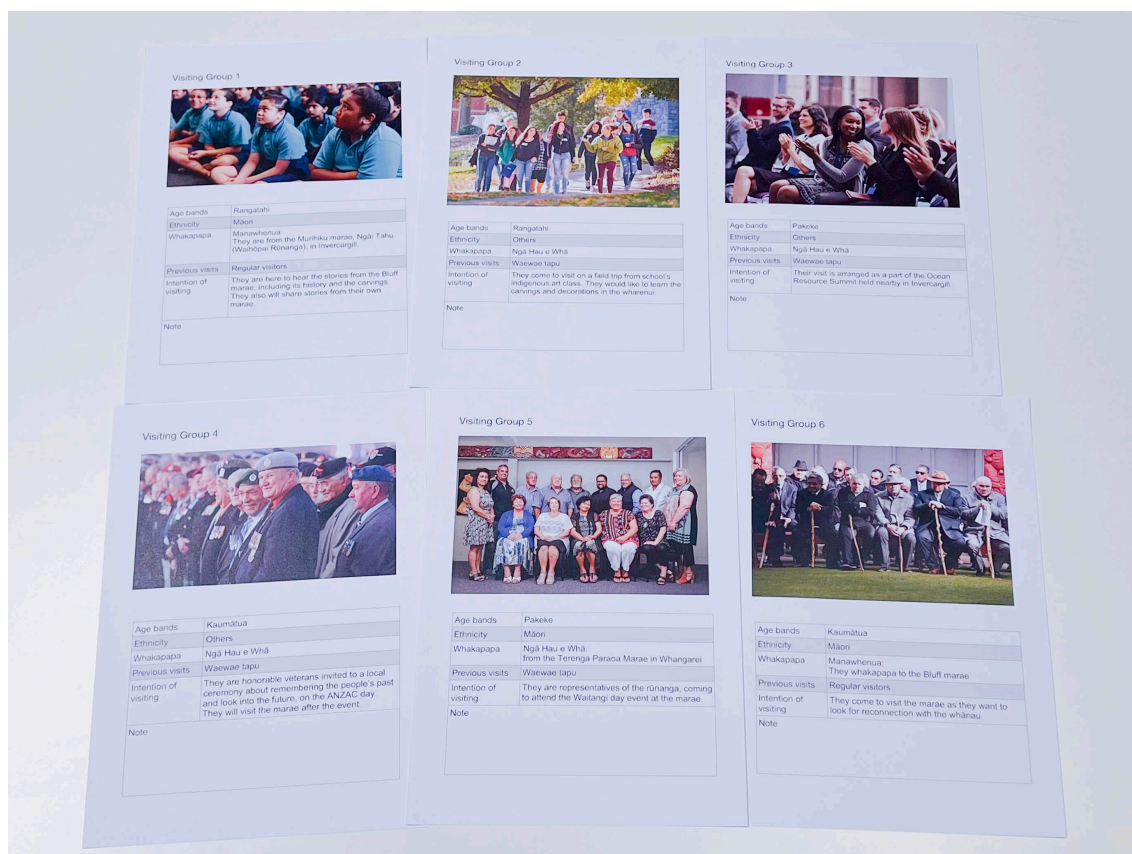 Visiting Group 1
Age bands Rangatahi
Ethnicity Māori
Whakapapa Manawhenua
They are from the Murihiku marae, Ngāi Tahu
(Waihōpai Rūnanga), in Invercargill.
Previous visits Regular visitors
Intention of visiting They are here to hear the stories from the Bluff
marae, including its history and the carvings.
They also will share stories from their own
marae.
Note
Visiting Group 2
Age bands Rangatahi
Ethnicity Others
Whakapapa Ngā Hau e Whā
Previous visits Waewae tapu
Intention of visiting They come to visit on a field trip from school's
indigenous art class. They would like to learn the
carvings and decorations in the wharenui.
Note
Visiting Group 3
Age bands Pakeke
Ethnicity Others
Whakapapa Ngā Hau e Whā
Previous visits Waewae tapu
Intention of visiting Their visit is arranged as a part of the Ocean
Resource Summit held nearby in Invercargill.
Note
Visiting Group 4
Age bands Kaumātua
Ethnicity Others
Whakapapa Ngā Hau e Whā
Previous visits Waewae tapu
Intention of visiting They are honorable veterans invited to a local
ceremony about remembering the people's past
and look into the future, on the ANZAC day.
They will visit the marae after the event.
Note
Visiting Group 5
Age bands Pakeke
Ethnicity Māori
Whakapapa Ngā Hau e Whā;
from the Terenga Paraoa Marae in Whangarei
Previous visits Waewae tapu
Intention of visiting They are representatives of the rūnanga, coming
to attend the Waitangi day event at the marae
Note
Visiting Group 6
Age bands Kaumātua
Ethnicity Māori
Whakapapa Manawhenua;
They whakapapa to the Bluff marae
Previous visits Regular visitors
Intention of visiting They come to visit the marae as they want to
look for reconnection with the whānau.
Note